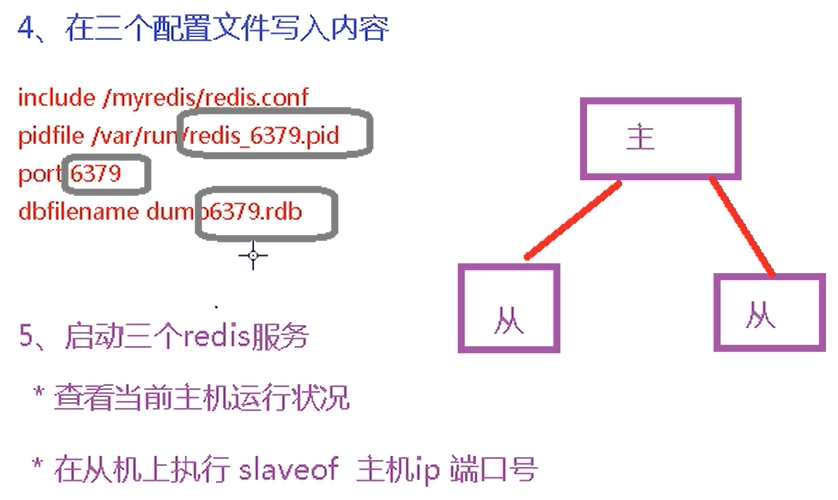 4、在三个配置文件写入内容
include /myredis/redis.conf
pidfile /var/run/redis_6379.pid
port 6379
dbfilename dump6379.rdb
主
从
从
5、启动三个redis服务
* 查看当前主机运行状况
* 在从机上执行 slaveof 主机ip 端口号